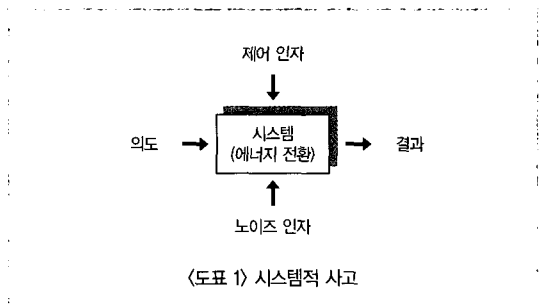 제어 인자
의도
시스템
(에너지 전환)
결과
노이즈 인자
〈도표 1〉 시스템적 사고